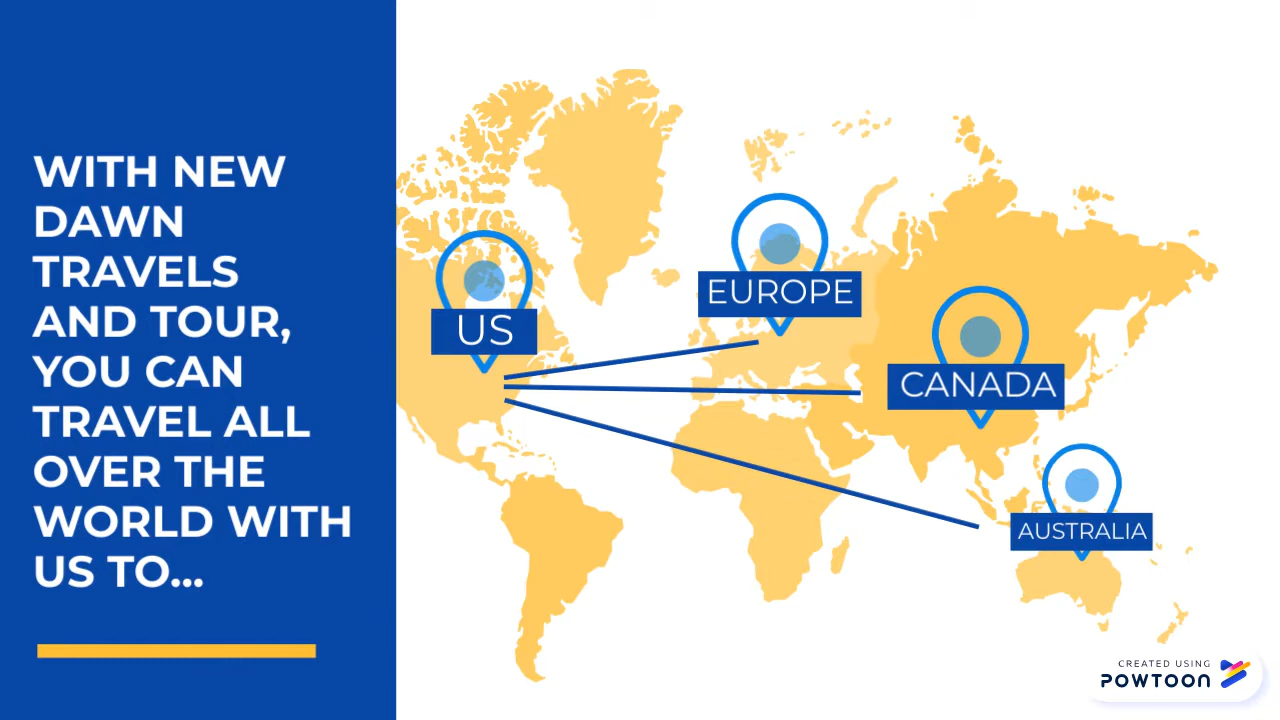 WITH NEW
DAWN
TRAVELS
AND TOUR,
YOU CAN
TRAVEL ALL
OVER THE
WORLD WITH
US TO...
US
EUROPE
CANADA
AUSTRALIA
CREATED USING
POWTOON